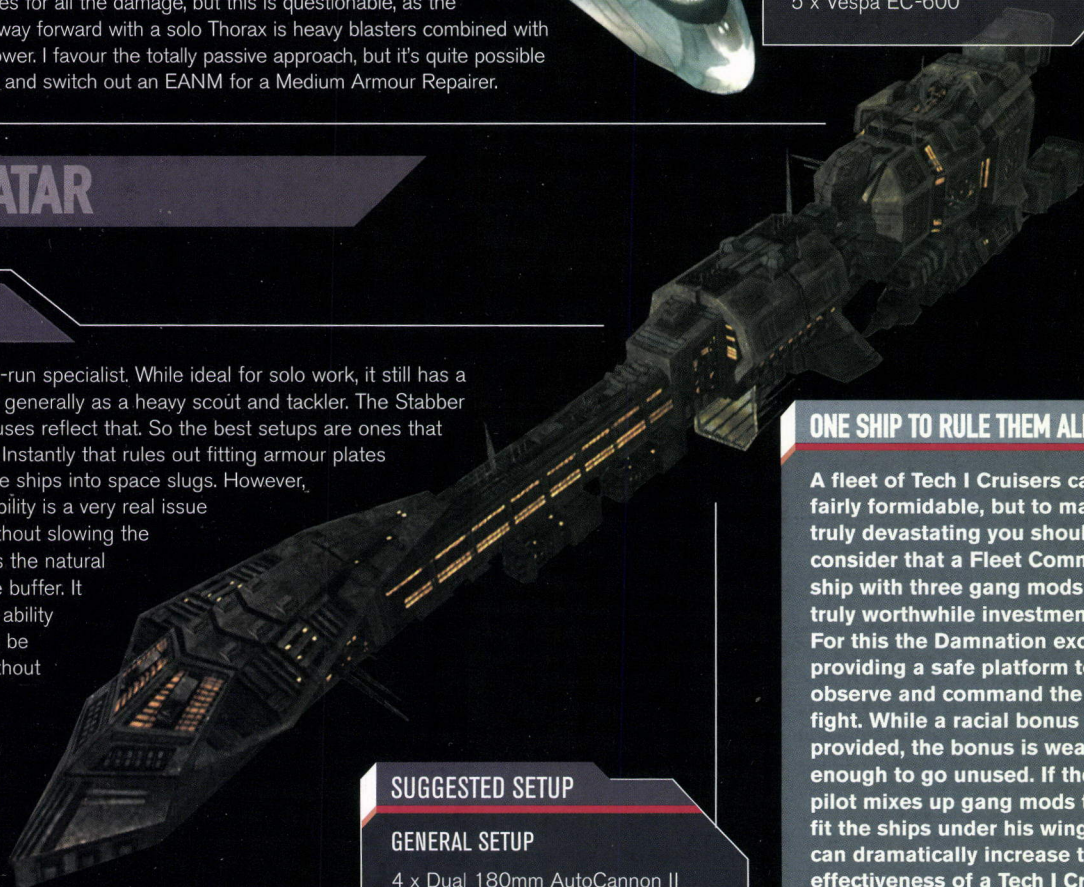 es for all the damage, but this is questionable, as the
way forward with a solo Thorax is heavy blasters combined with
ower. I favour the totally passive approach, but it's quite possible
and switch out an EANM for a Medium Armour Repairer.
5 x Vespa EC-600
ATAR
-run specialist. While ideal for solo work, it still has a
generally as a heavy scout and tackler. The Stabber
uses reflect that. So the best setups are ones that
Instantly that rules out fitting armour plates
e ships into space slugs. However,
bility is a very real issue
thout slowing the
s the natural
e buffer. It
ability
be
thout
SUGGESTED SETUP
GENERAL SETUP
4 x Dual 180mm AutoCannon II
ONE SHIP TO RULE THEM AL
A fleet of Tech I Cruisers ca
fairly formidable, but to ma
truly devastating you shoul
consider that a Fleet Comm
ship with three gang mods
truly worthwhile investmen
For this the Damnation exc
providing a safe platform t
observe and command the
fight. While a racial bonus
provided, the bonus is wea
enough to go unused. If the
pilot mixes up gang mods t
fit the ships under his wing
can dramatically increase t
effectiveness of a Tech I Cr